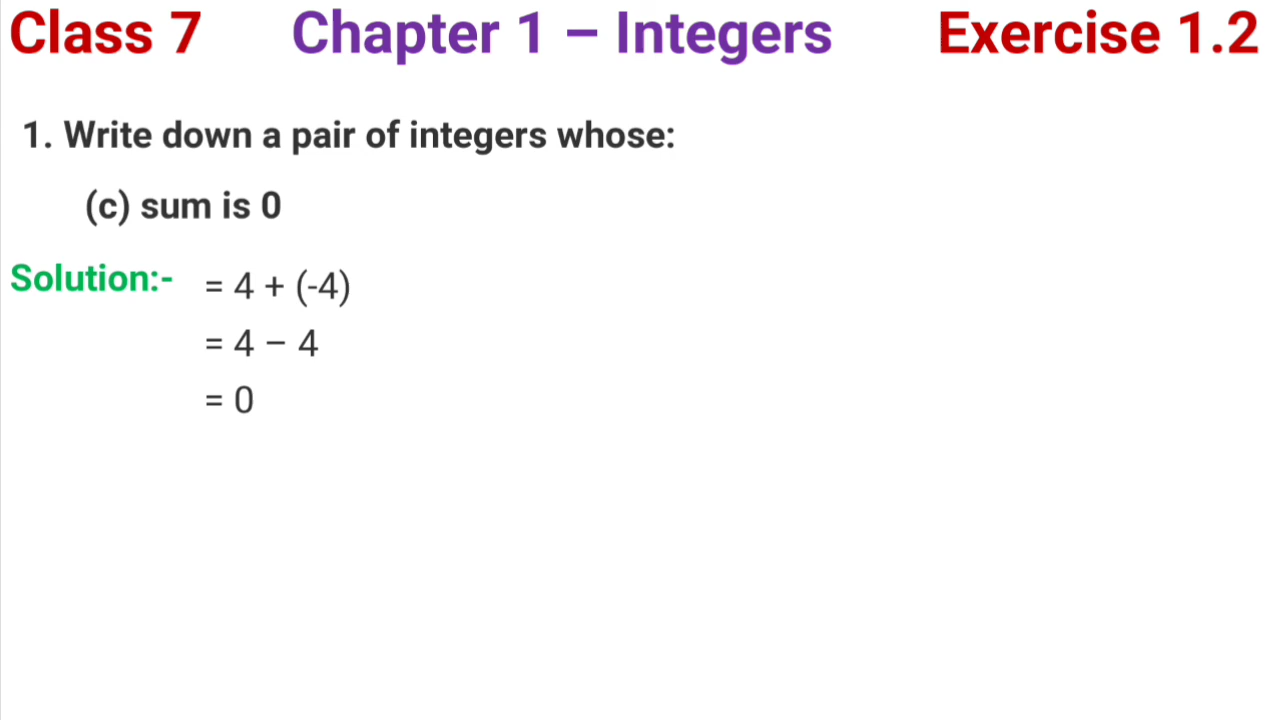 Class 7 Chapter 1 – Integers Exercise 1.2
1. Write down a pair of integers whose:
(c) sum is 0
Solution:- = 4 + (-4)
= 4 – 4
= 0